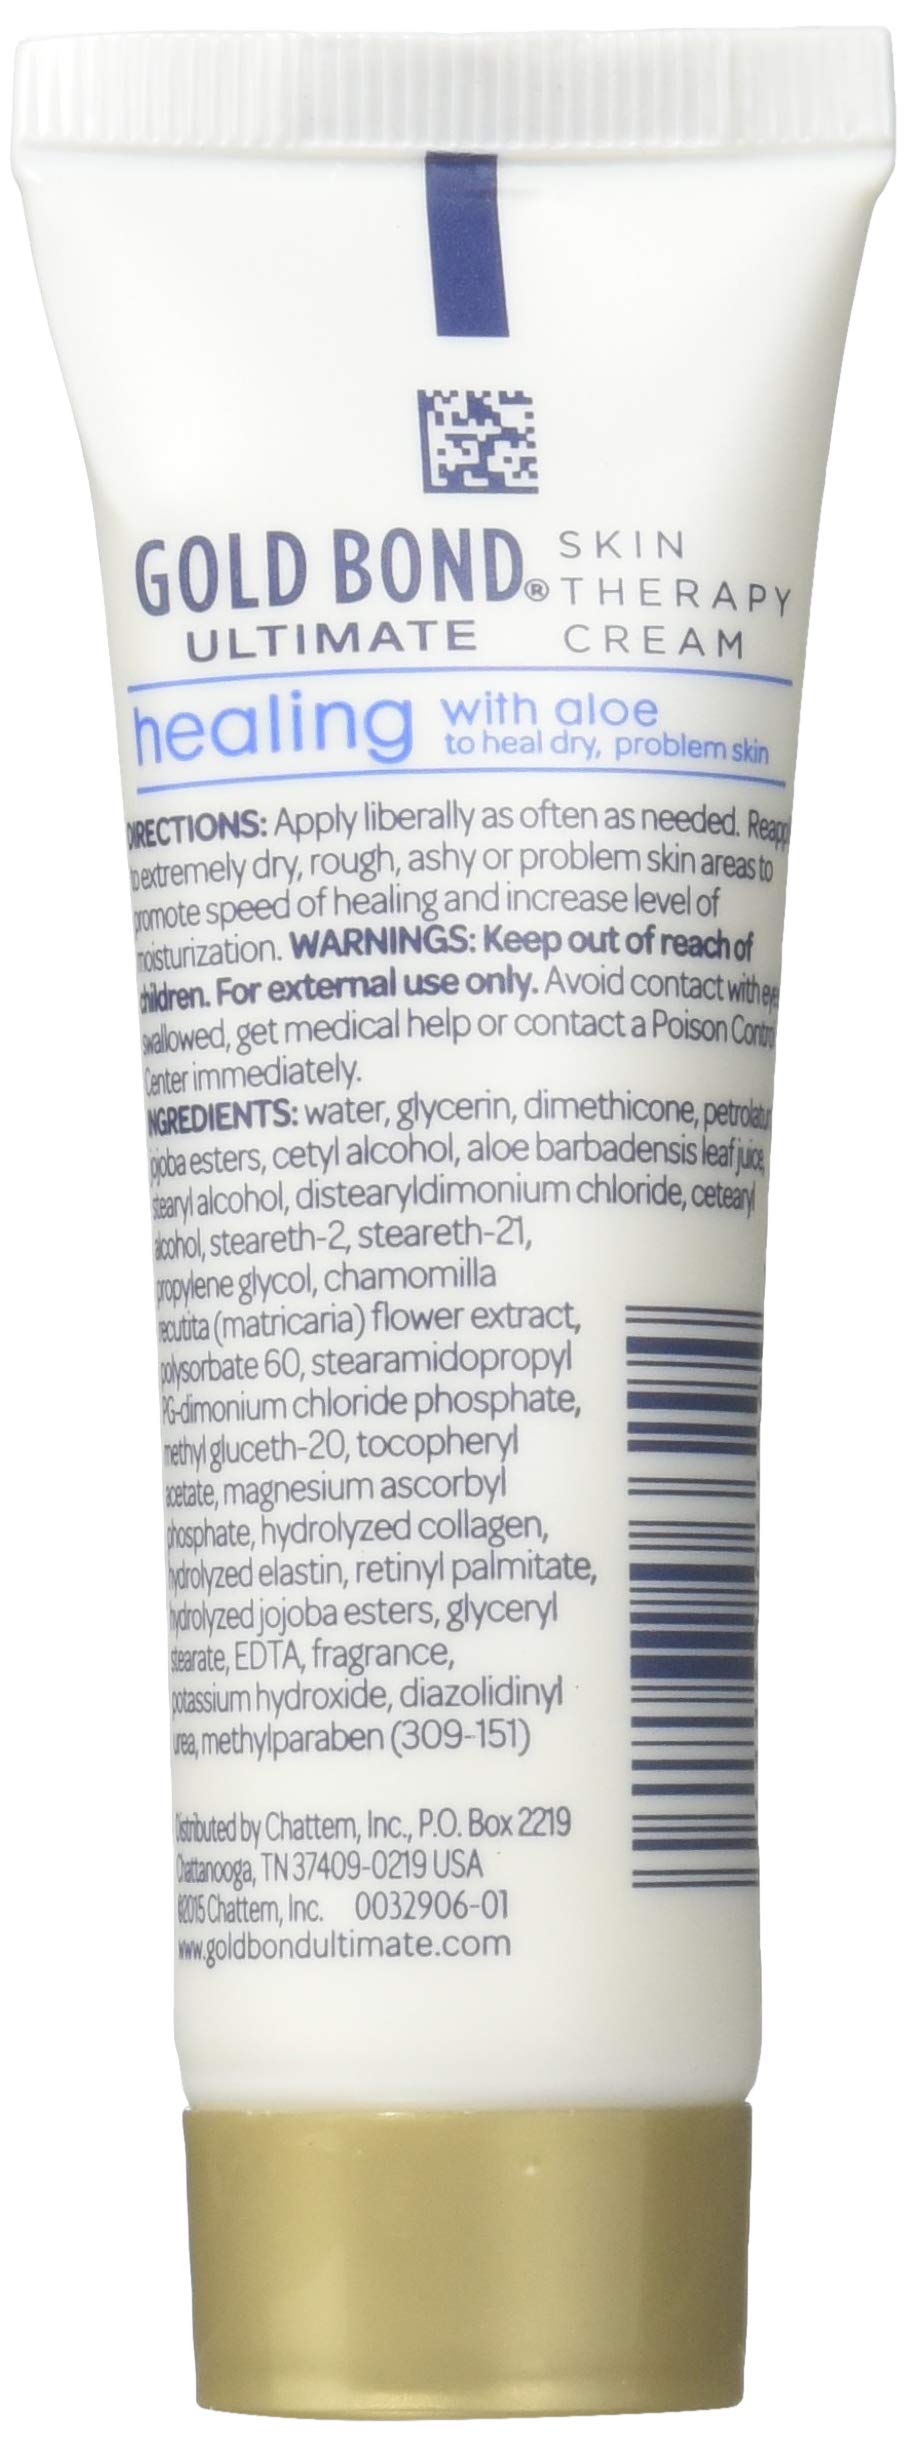 GOLD BOND® SKIN THERAPY CREAM
ULTIMATE
healing with aloe
to heal dry, problem skin
DIRECTIONS: Apply liberally as often as needed. Reapp
to extremely dry, rough, ashy or problem skin areas to
promote speed of healing and increase level of
moisturization. WARNINGS: Keep out of reach of
children. For external use only. Avoid contact with eye
swallowed, get medical help or contact a Poison Control
Center immediately.
INGREDIENTS: water, glycerin, dimethicone, petrolatum
jojoba esters, cetyl alcohol, aloe barbadensis leaf juice,
stearyl alcohol, distearyldimonium chloride, cetearyl
alcohol, steareth-2, steareth-21,
propylene glycol, chamomilla
recutita (matricaria) flower extract,
polysorbate 60, stearamidopropyl
PG-dimonium chloride phosphate,
methyl gluceth-20, tocopheryl
acetate, magnesium ascorbyl
phosphate, hydrolyzed collagen,
hydrolyzed elastin, retinyl palmitate,
hydrolyzed jojoba esters, glyceryl
stearate, EDTA, fragrance,
potassium hydroxide, diazolidinyl
urea, methylparaben (309-151)
Distributed by Chattem, Inc., P.O. Box 2219
Chattanooga, TN 37409-0219 USA
©2015 Chattem, Inc. 0032906-01
www.goldbondultimate.com